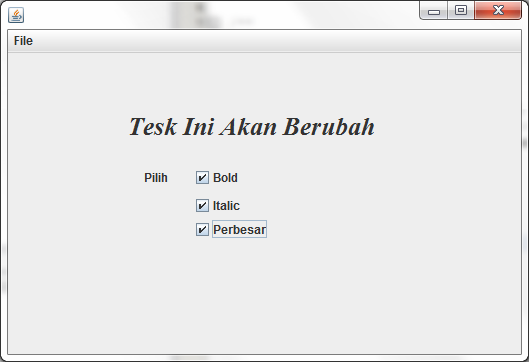 File
Tesk Ini Akan Berubah
Pilih Bold
Italic
Perbesar